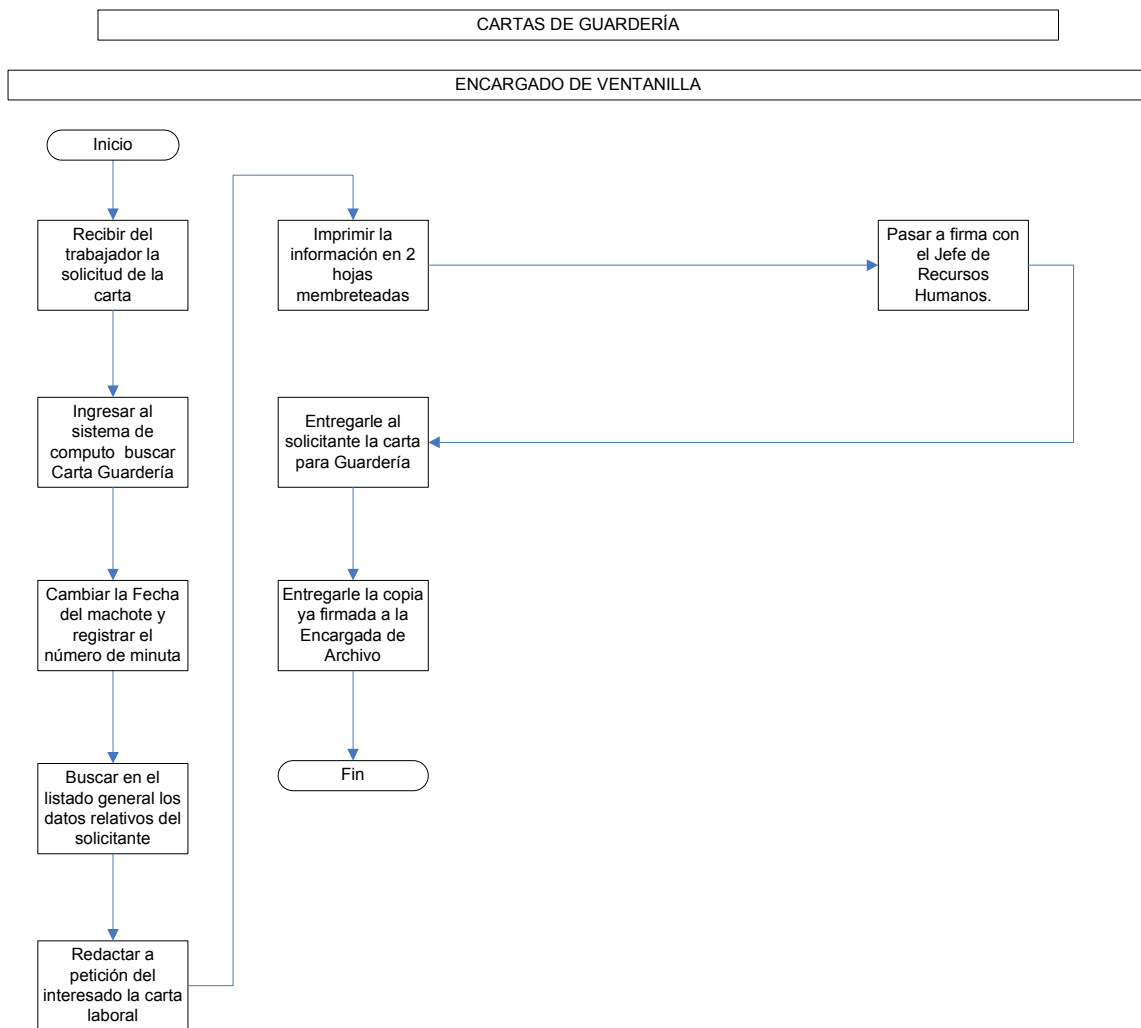 CARTAS DE GUARDERÍA
ENCARGADO DE VENTANILLA
Inicio
Recibir del
trabajador la
solicitud de la
carta
Ingresar al
sistema de
computo buscar
Carta Guardería
Cambiar la Fecha
del machote y
registrar el
número de minuta
Buscar en el
listado general los
datos relativos del
solicitante
Redactar a
petición del
interesado la carta
laboral
Imprimir la
información en 2
hojas
membreteadas
Pasar a firma con
el Jefe de
Recursos
Humanos.
Entregarle al
solicitante la carta
para Guardería
Entregarle la copia
ya firmada a la
Encargada de
Archivo
Fin